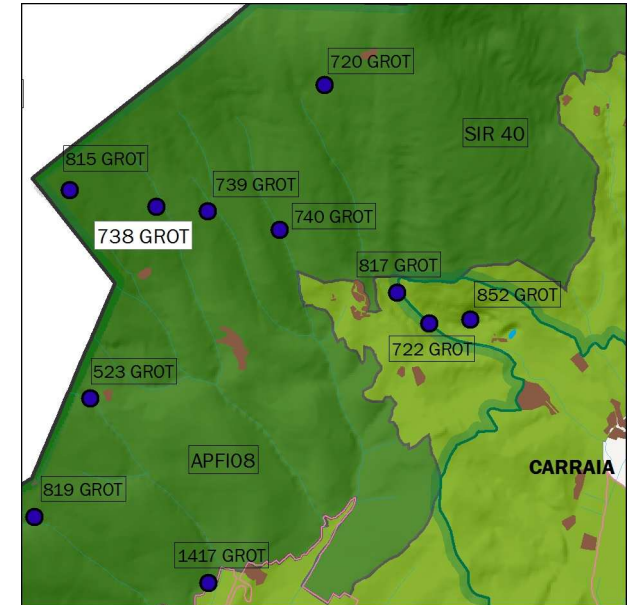 720 GROT
SIR 40
815 GROT
739 GROT
740 GROT
738 GROT
817 GROT
852 GROT
722 GROT
523 GROT
APFI08
CARRAIA
819 GROT
1417 GROT